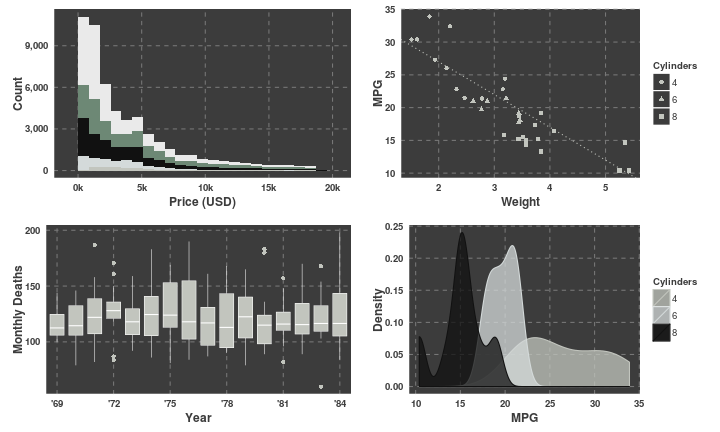 Count
9,000
6,000
3,000
0
0k 5k 10k 15k 20k
Price (USD)
MPG
35
30
25
20
15
10
2 3 4 5
Weight
Cylinders
4
6
8
Monthly Deaths
200
150
100
'69 '72 '75 '78 '81 '84
Year
Density
0.25
0.20
0.15
0.10
0.05
0.00
10 15 20 25 30 35
MPG
Cylinders
4
6
8